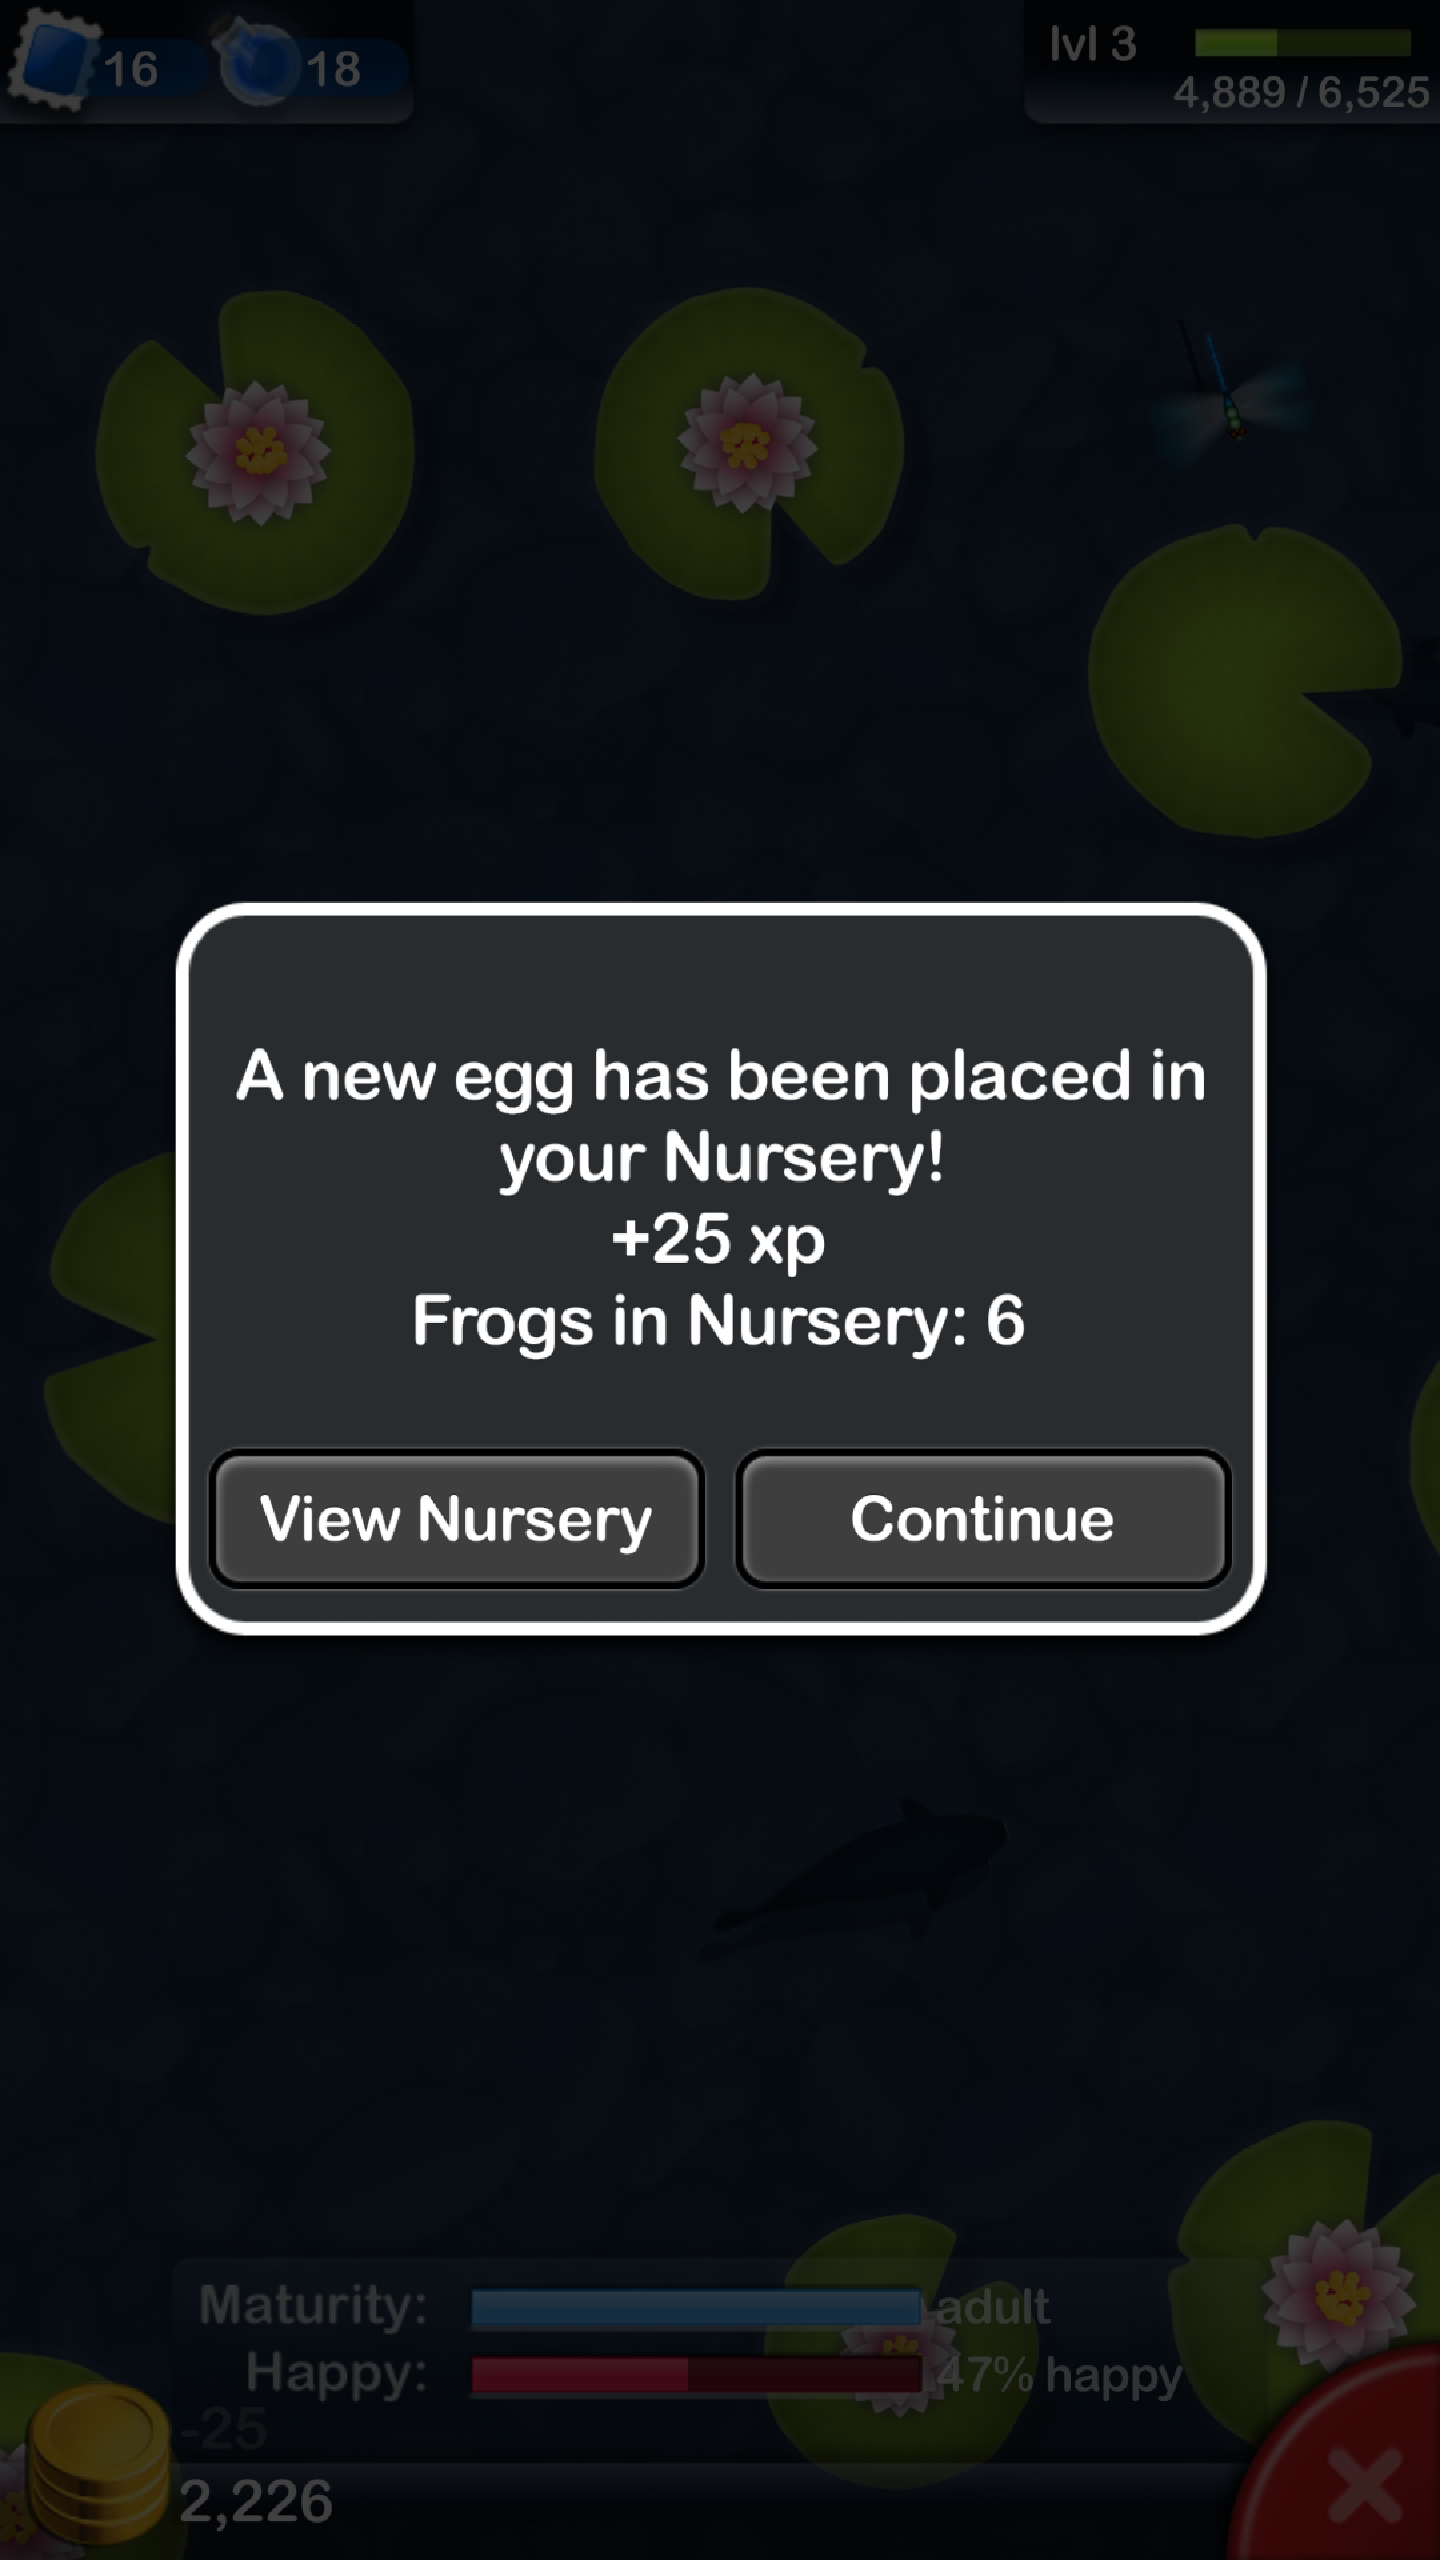 16
18
lvl 3
4,889 / 6,525
A new egg has been placed in
your Nursery!
+25 xp
Frogs in Nursery: 6
View Nursery
Continue
Maturity:
adult
Happy:
47% happy
-25
2,226